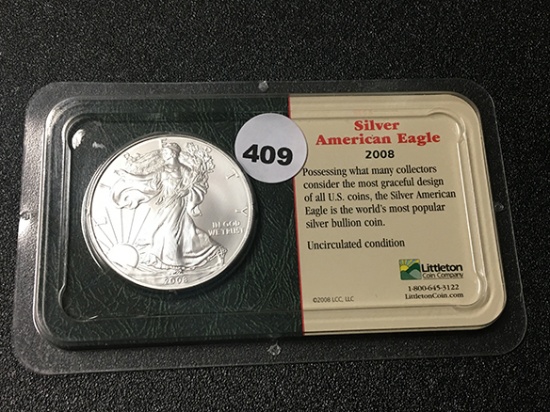 409
Silver
American Eagle
2008
Possessing what many collectors
consider the most graceful design
of all U.S. coins, the Silver American
Eagle is the world's most popular
silver bullion coin.
Uncirculated condition
Littleton
Coin Company
1-800-645-3122
LittletonCoin.com
©2008 LCC, LLC
IN GOD
WE TRUST